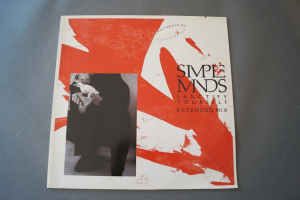 SIMPLE
MINDS
SANCTIFY
YOURSELF
EXTENDED MIX